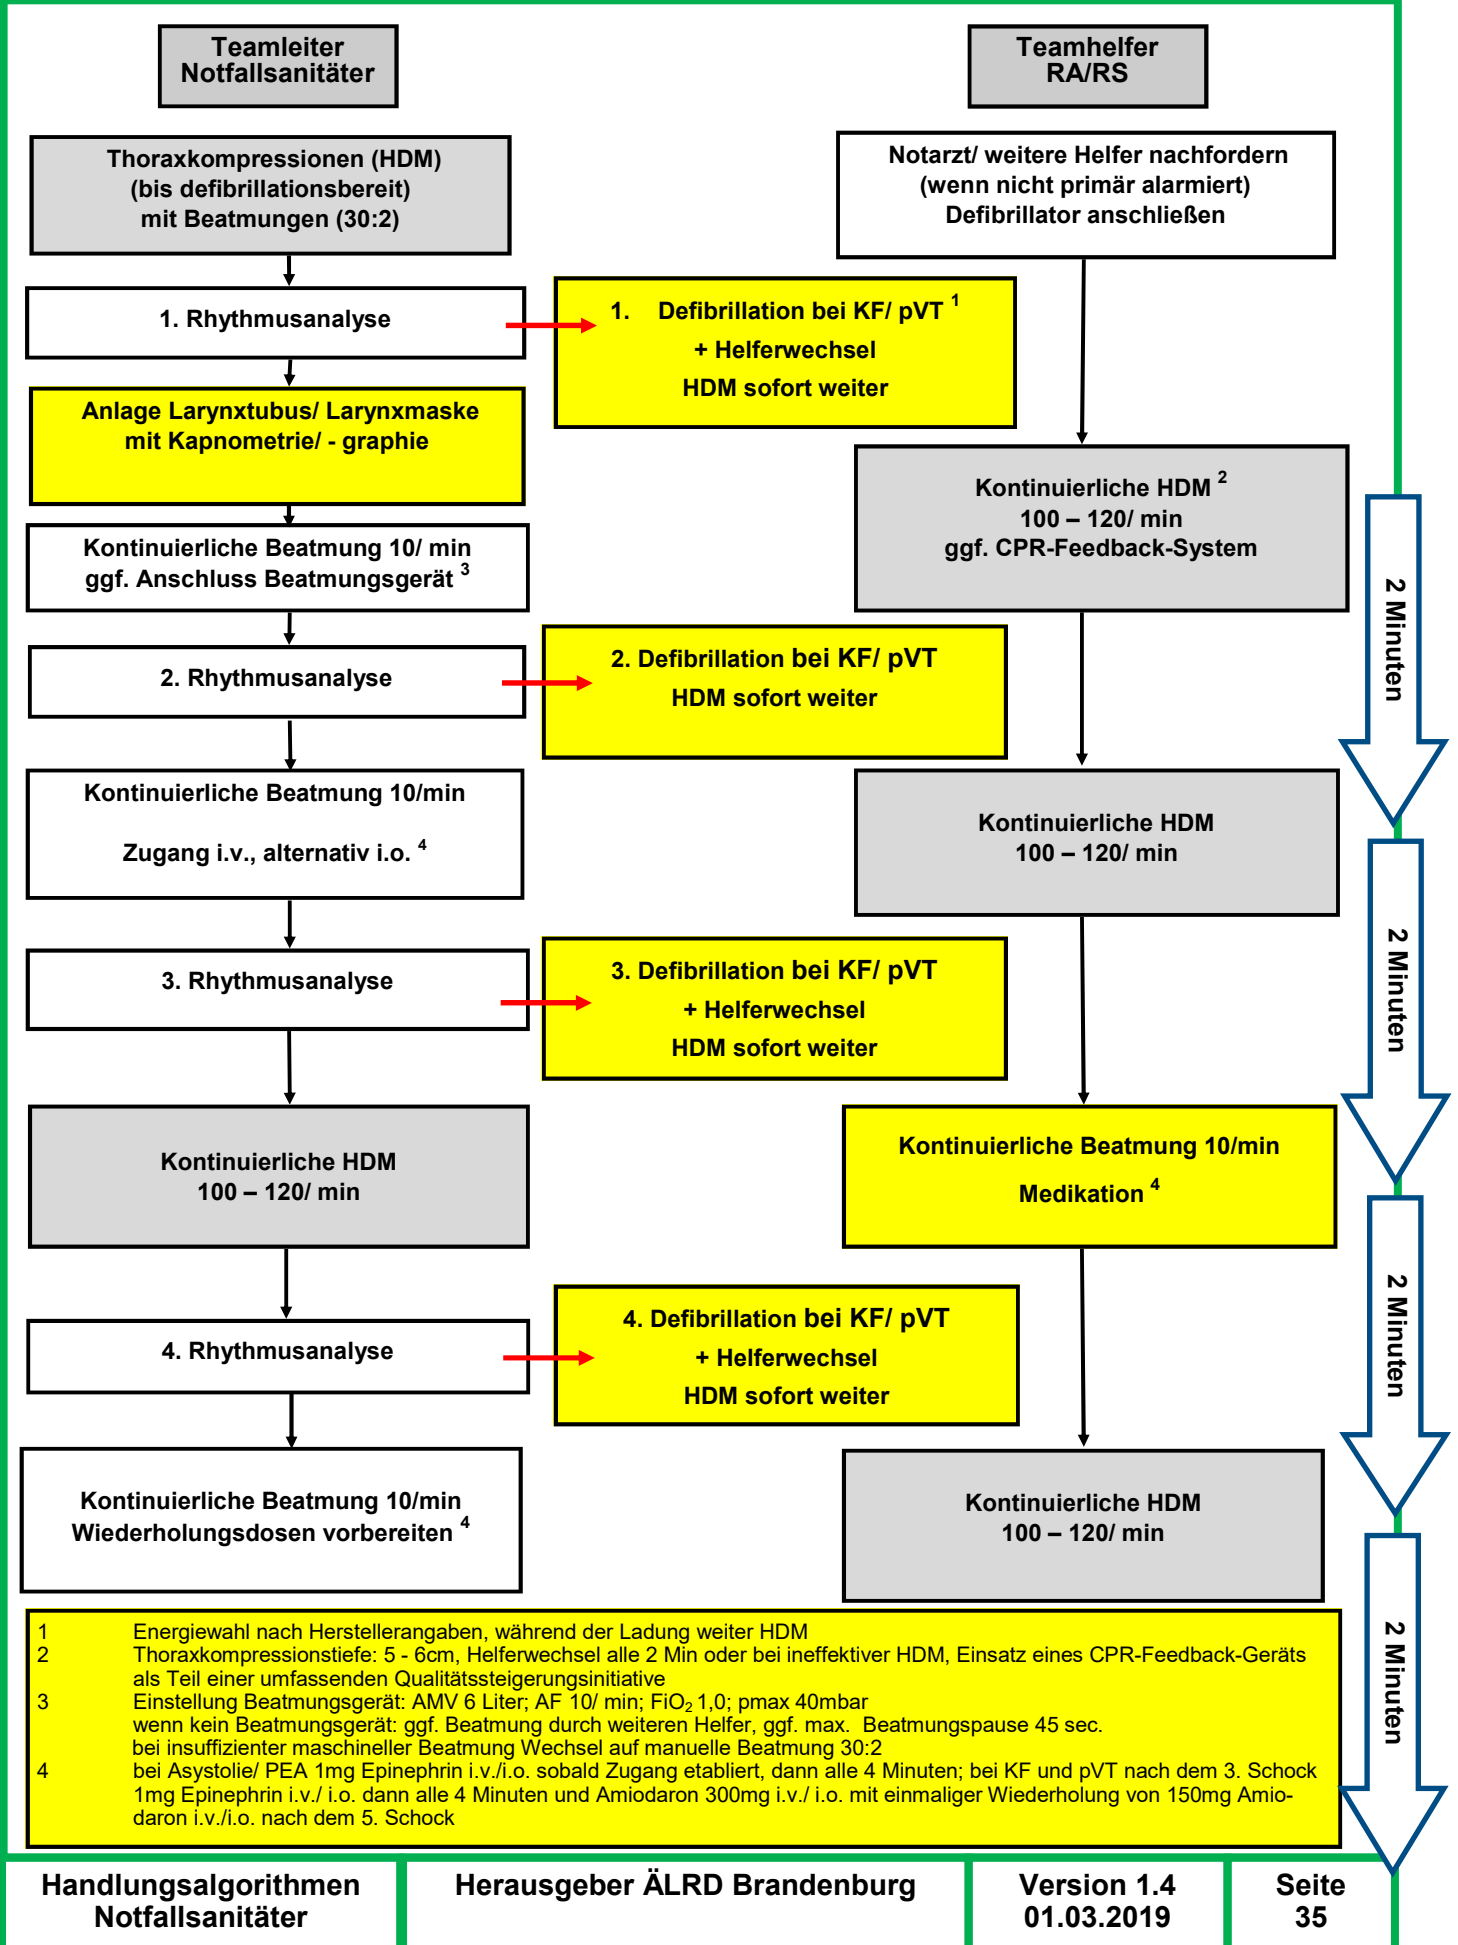 Teamleiter
Notfallsanitäter
Teamhelfer
RA/RS
Thoraxkompressionen (HDM)
(bis defibrillationsbereit)
mit Beatmungen (30:2)
Notarzt/ weitere Helfer nachfordern
(wenn nicht primär alarmiert)
Defibrillator anschließen
1. Rhythmusanalyse
1. Defibrillation bei KF/ pVT 1
+ Helferwechsel
HDM sofort weiter
Anlage Larynxtubus/ Larynxmaske
mit Kapnometrie/ - graphie
Kontinuierliche HDM 2
100 – 120/ min
ggf. CPR-Feedback-System
Kontinuierliche Beatmung 10/ min
ggf. Anschluss Beatmungsgerät 3
2 Minuten
2. Rhythmusanalyse
2. Defibrillation bei KF/ pVT
HDM sofort weiter
Kontinuierliche Beatmung 10/min
Zugang i.v., alternativ i.o. 4
Kontinuierliche HDM
100 – 120/ min
2 Minuten
3. Rhythmusanalyse
3. Defibrillation bei KF/ pVT
+ Helferwechsel
HDM sofort weiter
Kontinuierliche HDM
100 – 120/ min
Kontinuierliche Beatmung 10/min
Medikation 4
2 Minuten
4. Rhythmusanalyse
4. Defibrillation bei KF/ pVT
+ Helferwechsel
HDM sofort weiter
Kontinuierliche Beatmung 10/min
Wiederholungsdosen vorbereiten 4
Kontinuierliche HDM
100 – 120/ min
2 Minuten
1 Energiewahl nach Herstellerangaben, während der Ladung weiter HDM
2 Thoraxkompressionstiefe: 5 - 6cm, Helferwechsel alle 2 Min oder bei ineffektiver HDM, Einsatz eines CPR-Feedback-Geräts
als Teil einer umfassenden Qualitätssteigerungsinitiative
3 Einstellung Beatmungsgerät: AMV 6 Liter; AF 10/ min; FiO2 1,0; pmax 40mbar
wenn kein Beatmungsgerät: ggf. Beatmung durch weiteren Helfer, ggf. max. Beatmungspause 45 sec.
bei insuffizienter maschineller Beatmung Wechsel auf manuelle Beatmung 30:2
4 bei Asystolie/ PEA 1mg Epinephrin i.v./i.o. sobald Zugang etabliert, dann alle 4 Minuten; bei KF und pVT nach dem 3. Schock
1mg Epinephrin i.v./ i.o. dann alle 4 Minuten und Amiodaron 300mg i.v./ i.o. mit einmaliger Wiederholung von 150mg Amio-
daron i.v./i.o. nach dem 5. Schock
Handlungsalgorithmen
Notfallsanitäter
Herausgeber ÄLRD Brandenburg
Version 1.4
01.03.2019
Seite
35